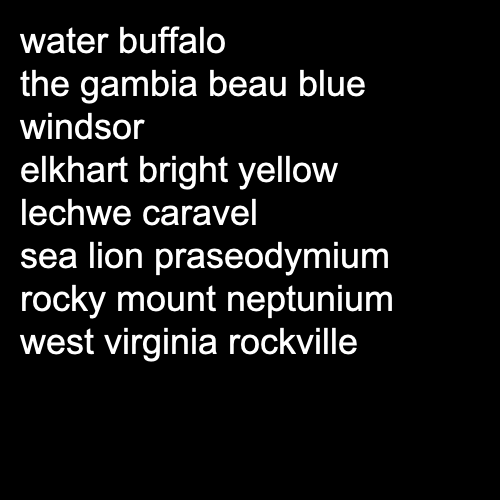 water buffalo
the gambia beau blue
windsor
elkhart bright yellow
lechwe caravel
sea lion praseodymium
rocky mount neptunium
west virginia rockville